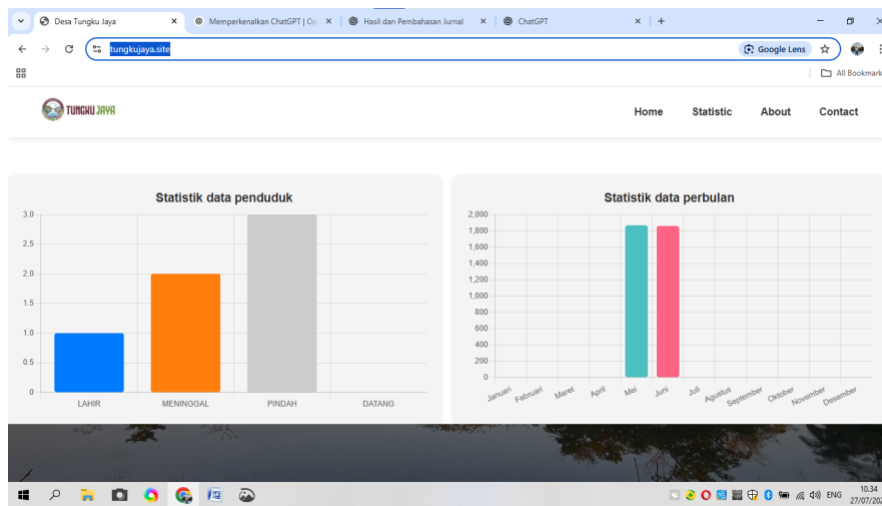 Desa Tungku Jaya
Memperkenalkan ChatGPT | Op
Hasil dan Pembahasan Jurnal
ChatGPT
tungkujaya.site
Google Lens
All Bookmark
TUNGKU JAYA
Home Statistic About Contact
Statistik data penduduk
3.0
2.5
2.0
1.5
1.0
0.5
0
LAHIR MENINGGAL PINDAH DATANG
Statistik data perbulan
2,000
1,800
1,600
1,400
1,200
1,000
800
600
400
200
0
Januari Februari Maret April Mei Juni Juli Agustus September Oktober November Desember
ENG
10.34
27/07/202